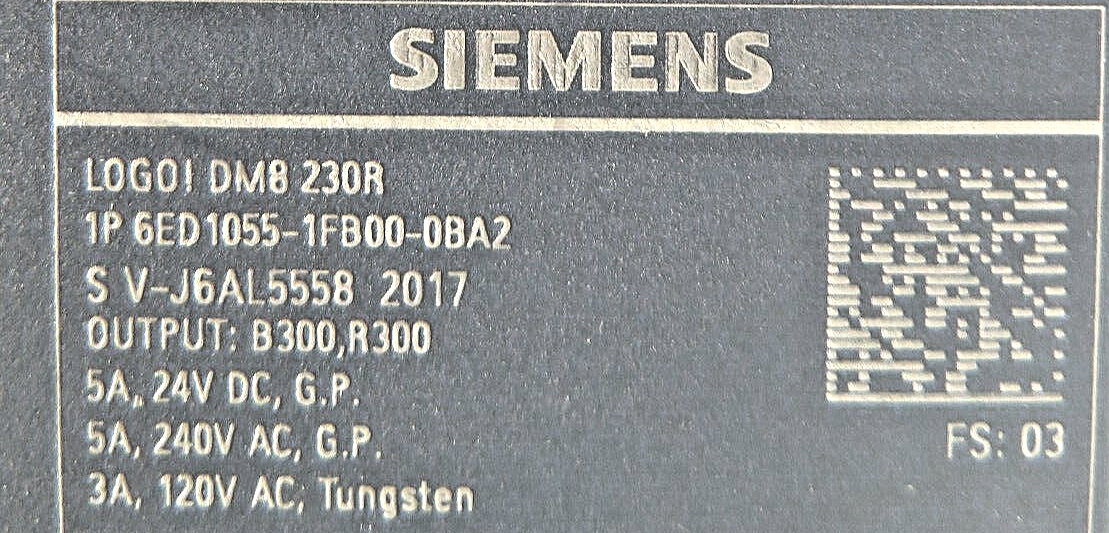 SIEMENS
LOGO! DM8 230R
1P 6ED1055-1FB00-0BA2
S V-J6AL5558 2017
OUTPUT: B300,R300
5A, 24V DC, G.P.
5A, 240V AC, G.P.
3A, 120V AC, Tungsten
FS: 03